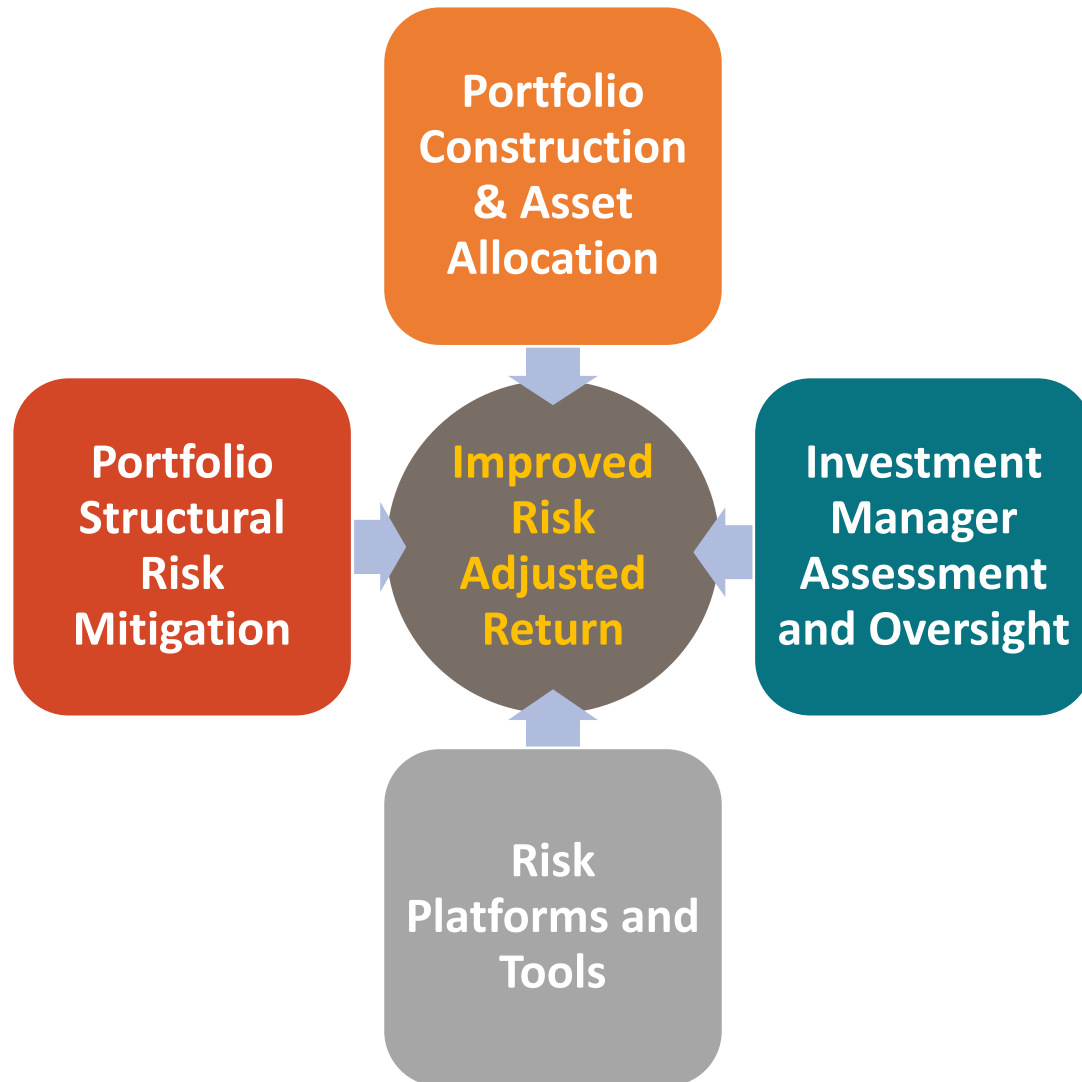 Portfolio
Construction
& Asset
Allocation
Portfolio
Structural
Risk
Mitigation
Improved
Risk
Adjusted
Return
Investment
Manager
Assessment
and Oversight
Risk
Platforms and
Tools